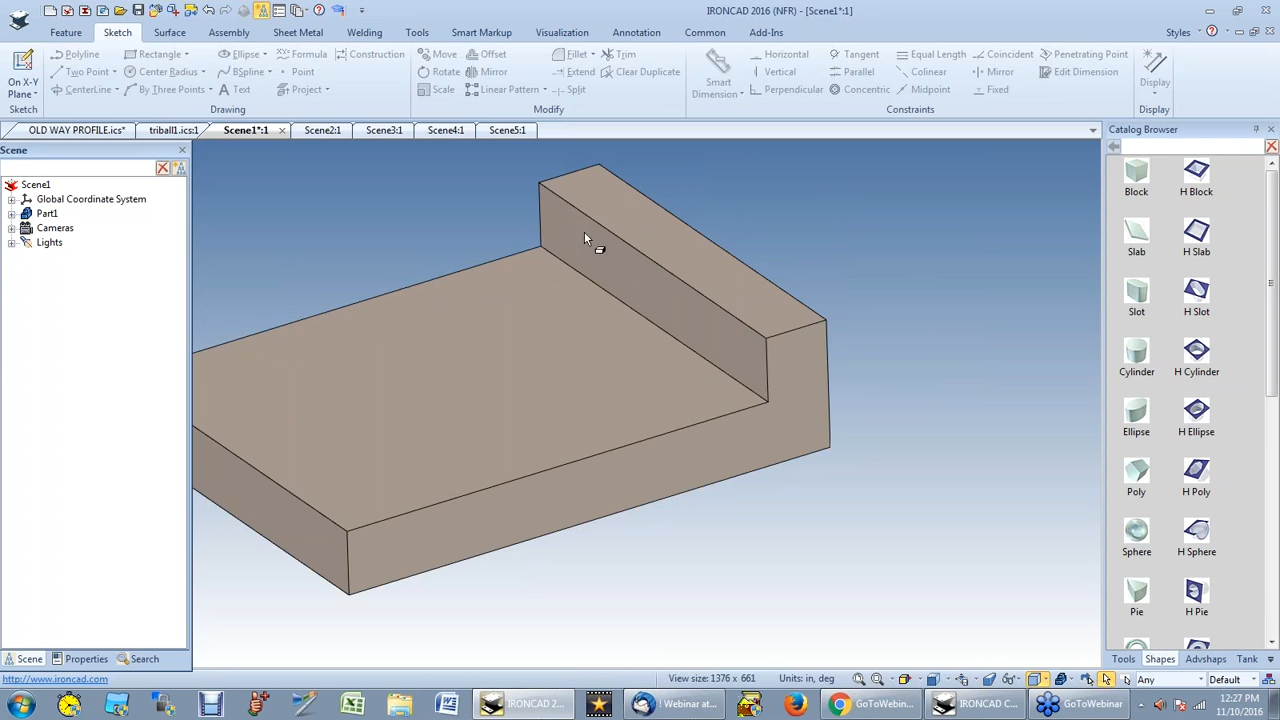 IRONCAD 2016 (NFR) - [Scene1*:1]
Feature Sketch Surface Assembly Sheet Metal Welding Tools Smart Markup Visualization Annotation Common Add-Ins Styles
Polyline Rectangle Ellipse Formula Construction Move Offset Fillet Trim Horizontal Tangent Equal Length Coincident Penetrating Point
On X-Y Plane Two Point Center Radius BSpline Point Rotate Mirror Extend Clear Duplicate Smart Dimension Vertical Parallel Colinear Mirror Edit Dimension Display
CenterLine By Three Points Text Project Scale Linear Pattern Split Perpendicular Concentric Midpoint Fixed
Sketch Drawing Modify Constraints Display
OLD WAY PROFILE.ics* triball1.ics:1 Scene1*:1 Scene2:1 Scene3:1 Scene4:1 Scene5:1 Catalog Browser
Scene
Scene1
Global Coordinate System
Part1
Cameras
Lights
Block H Block
Slab H Slab
Slot H Slot
Cylinder H Cylinder
Ellipse H Ellipse
Poly H Poly
Sphere H Sphere
Pie H Pie
Scene Properties Search Tools Shapes Advshaps Tank
http://www.ironcad.com View size:1376 x 661 Units: in, deg Any Default
IRONCAD 2... ! Webinar at... GoToWebin... IRONCAD C... GoToWebin... 12:27 PM
11/10/2016